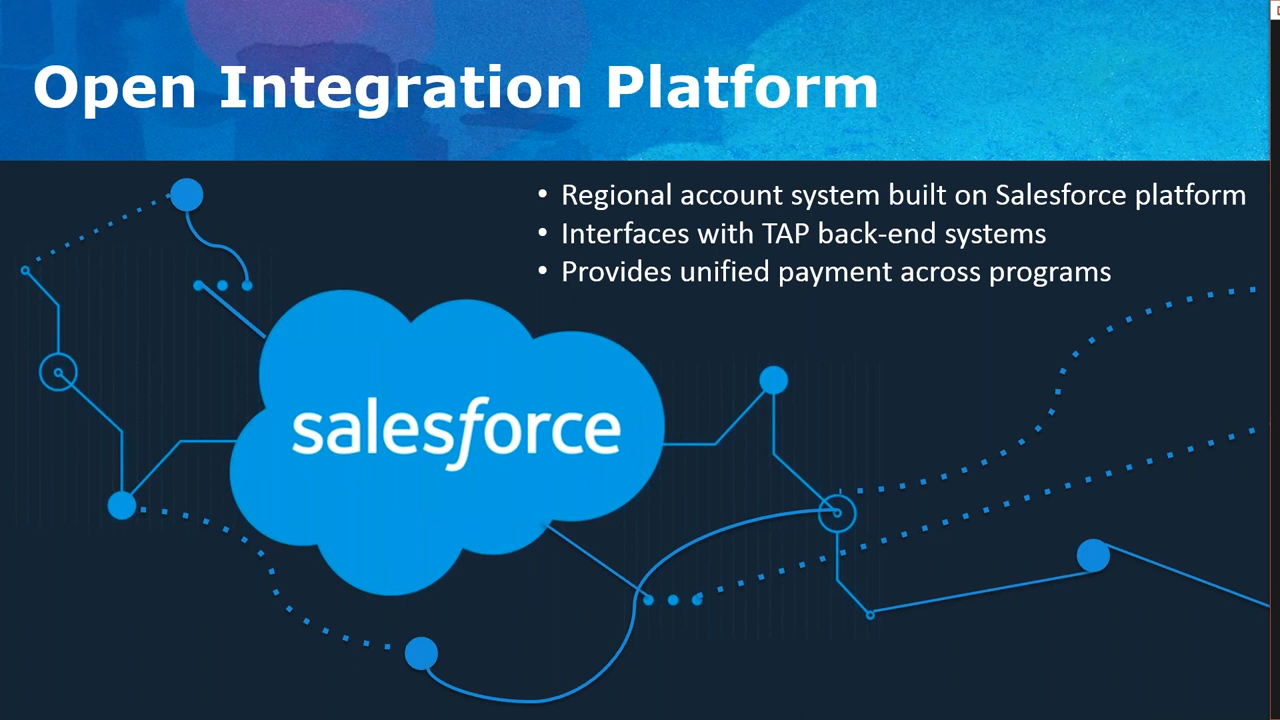 Open Integration Platform
• Regional account system built on Salesforce platform
• Interfaces with TAP back-end systems
• Provides unified payment across programs
salesforce